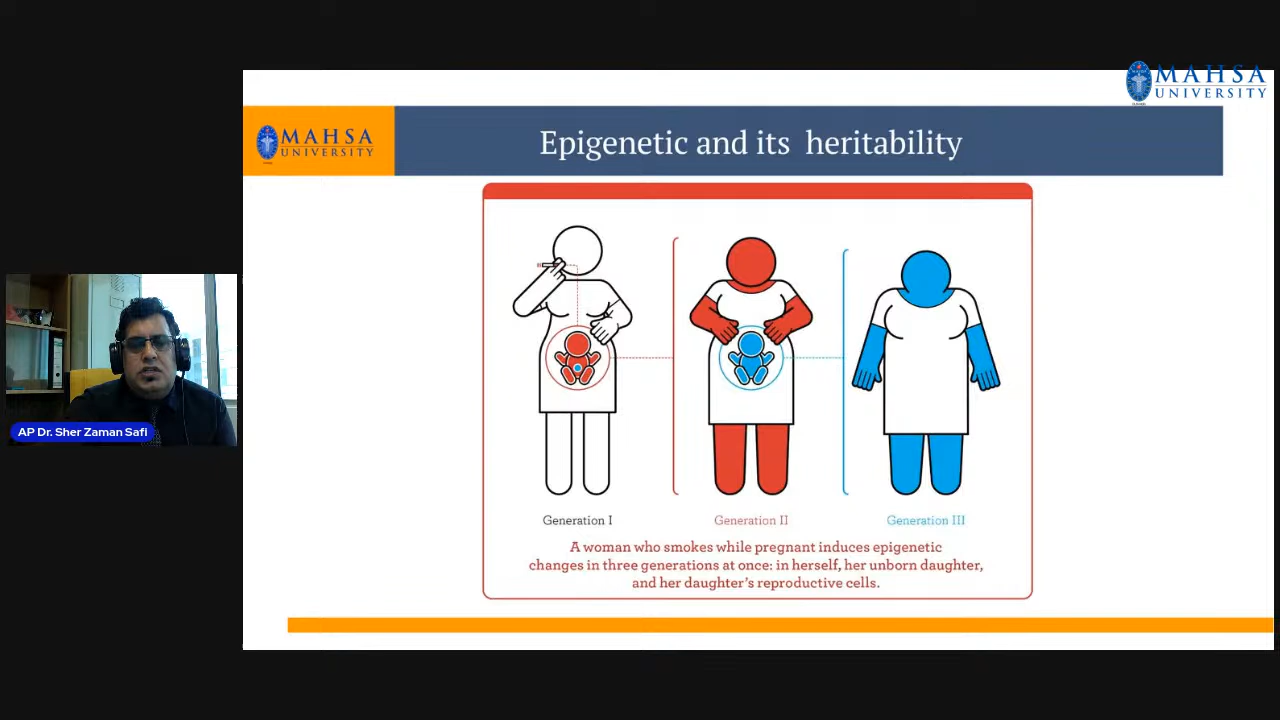 MAHSA
UNIVERSITY
MAHSA
UNIVERSITY
Epigenetic and its heritability
AP Dr. Sher Zaman Safi
Generation I
Generation II
Generation III
A woman who smokes while pregnant induces epigenetic
changes in three generations at once: in herself, her unborn daughter,
and her daughter's reproductive cells.